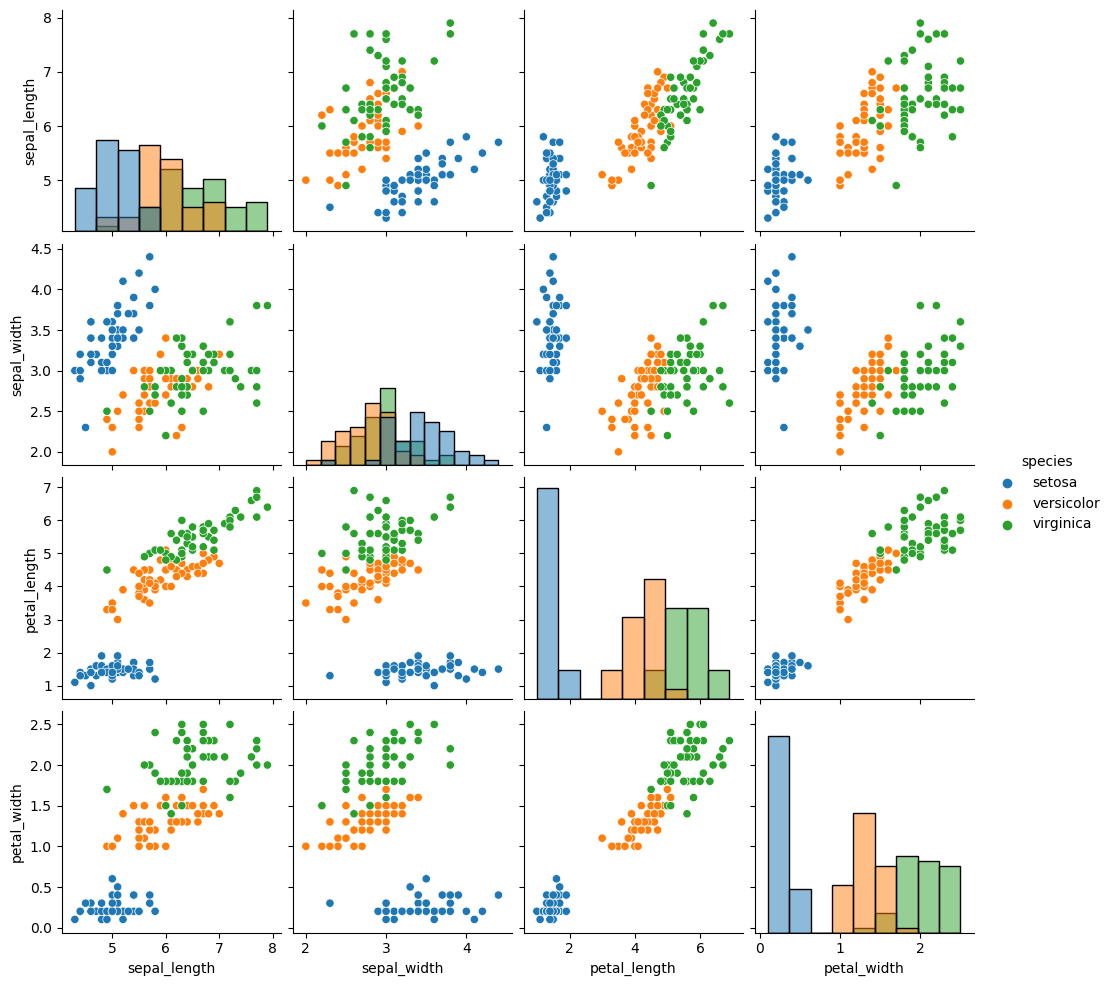 8
7
6
5
sepal_length
4.5
4.0
3.5
3.0
2.5
2.0
sepal_width
species
setosa
versicolor
virginica
7
6
5
4
3
2
1
petal_length
2.5
2.0
1.5
1.0
0.5
0.0
petal_width
5 6 7 8
2 3 4
2 4 6
0 1 2
sepal_length sepal_width petal_length petal_width